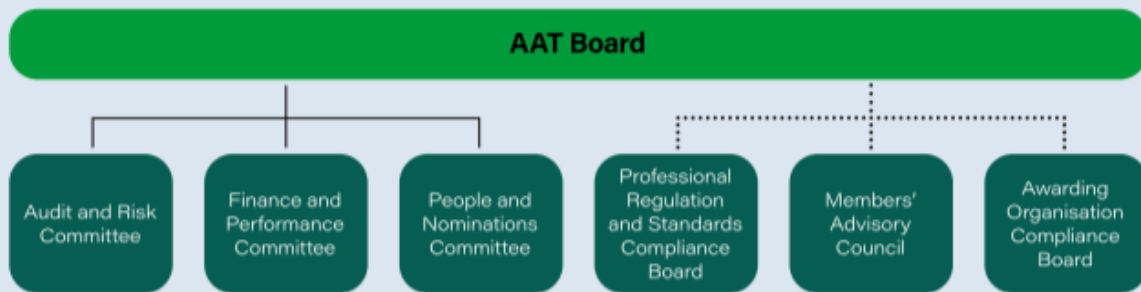 AAT Board
Audit and Risk
Committee
Finance and
Performance
Committee
People and
Nominations
Committee
Professional
Regulation
and Standards
Compliance
Board
Members'
Advisory
Council
Awarding
Organisation
Compliance
Board